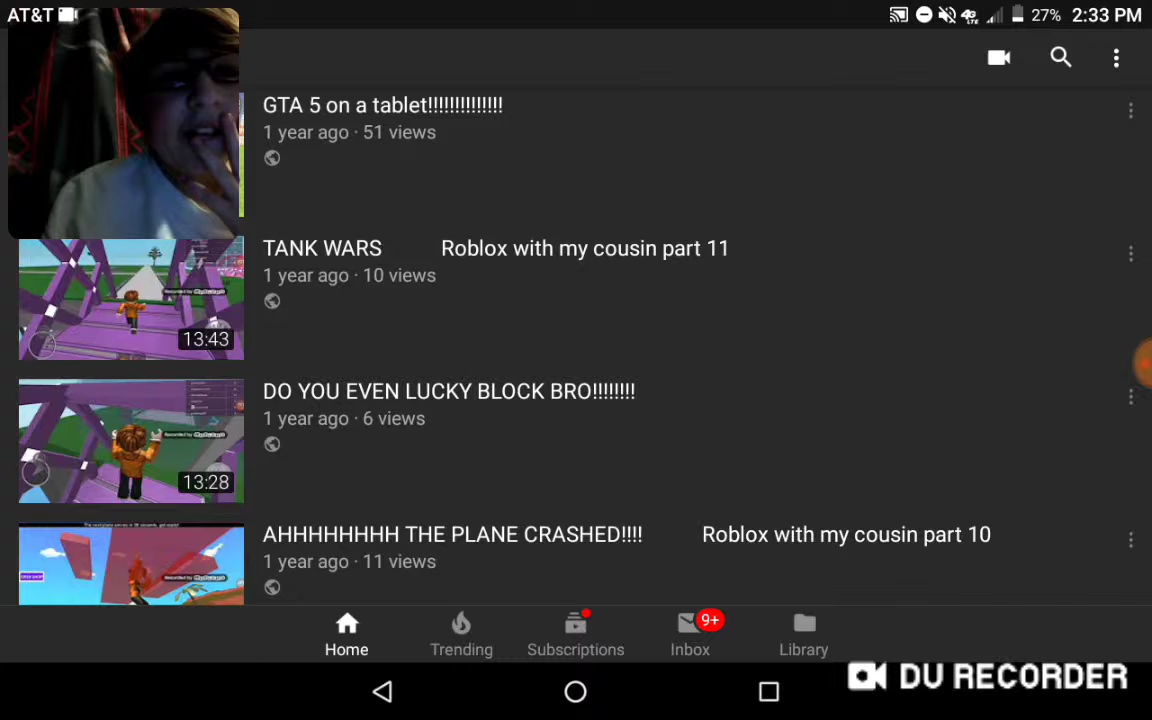 AT&T 27% 2:33 PM
GTA 5 on a tablet!!!!!!!!!!!!!!
1 year ago · 51 views
TANK WARS Roblox with my cousin part 11
1 year ago · 10 views
13:43
DO YOU EVEN LUCKY BLOCK BRO!!!!!!!!
1 year ago · 6 views
13:28
AHHHHHHHH THE PLANE CRASHED!!!! Roblox with my cousin part 10
1 year ago · 11 views
9+
Home Trending Subscriptions Inbox Library
DU RECORDER